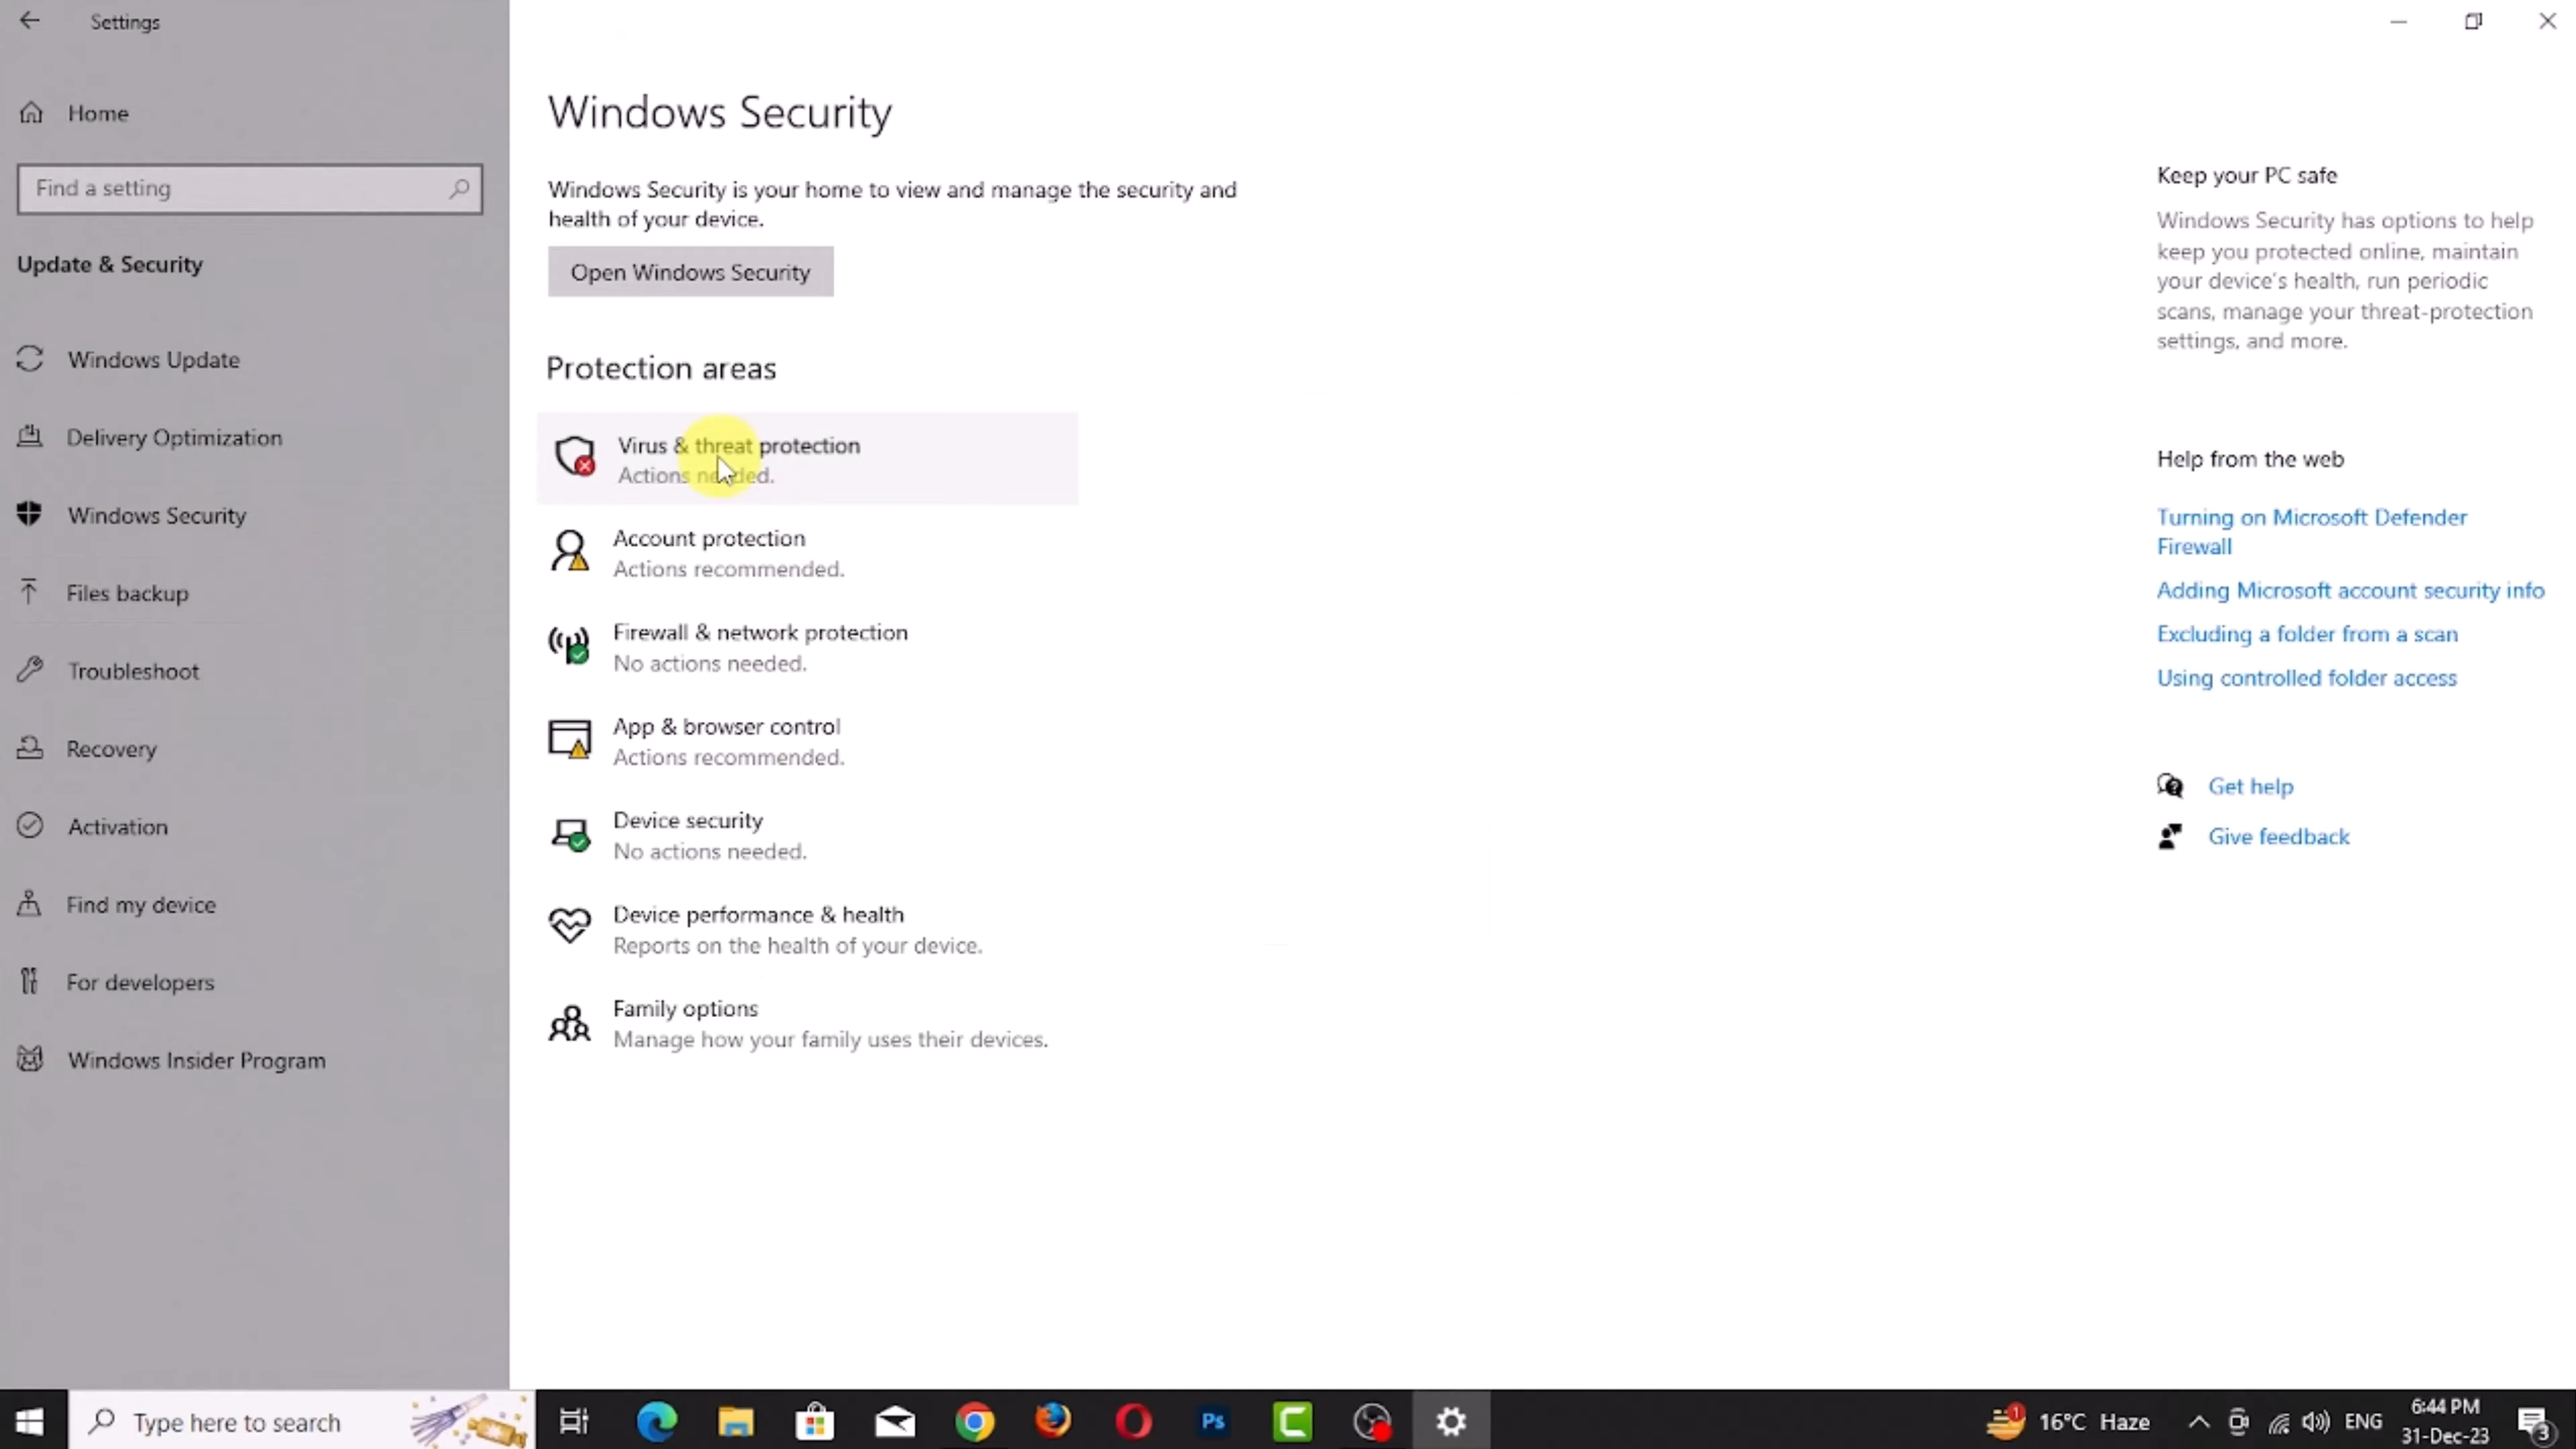 Settings
Home
Find a setting
Update & Security
Windows Update
Delivery Optimization
Windows Security
Files backup
Troubleshoot
Recovery
Activation
Find my device
For developers
Windows Insider Program
Windows Security
Windows Security is your home to view and manage the security and
health of your device.
Open Windows Security
Protection areas
Virus & threat protection
Actions needed.
Account protection
Actions recommended.
Firewall & network protection
No actions needed.
App & browser control
Actions recommended.
Device security
No actions needed.
Device performance & health
Reports on the health of your device.
Family options
Manage how your family uses their devices.
Keep your PC safe
Windows Security has options to help
keep you protected online, maintain
your device's health, run periodic
scans, manage your threat-protection
settings, and more.
Help from the web
Turning on Microsoft Defender
Firewall
Adding Microsoft account security info
Excluding a folder from a scan
Using controlled folder access
Get help
Give feedback
Type here to search
Ps
1
16°C Haze
ENG
6:44 PM
31-Dec-23
3